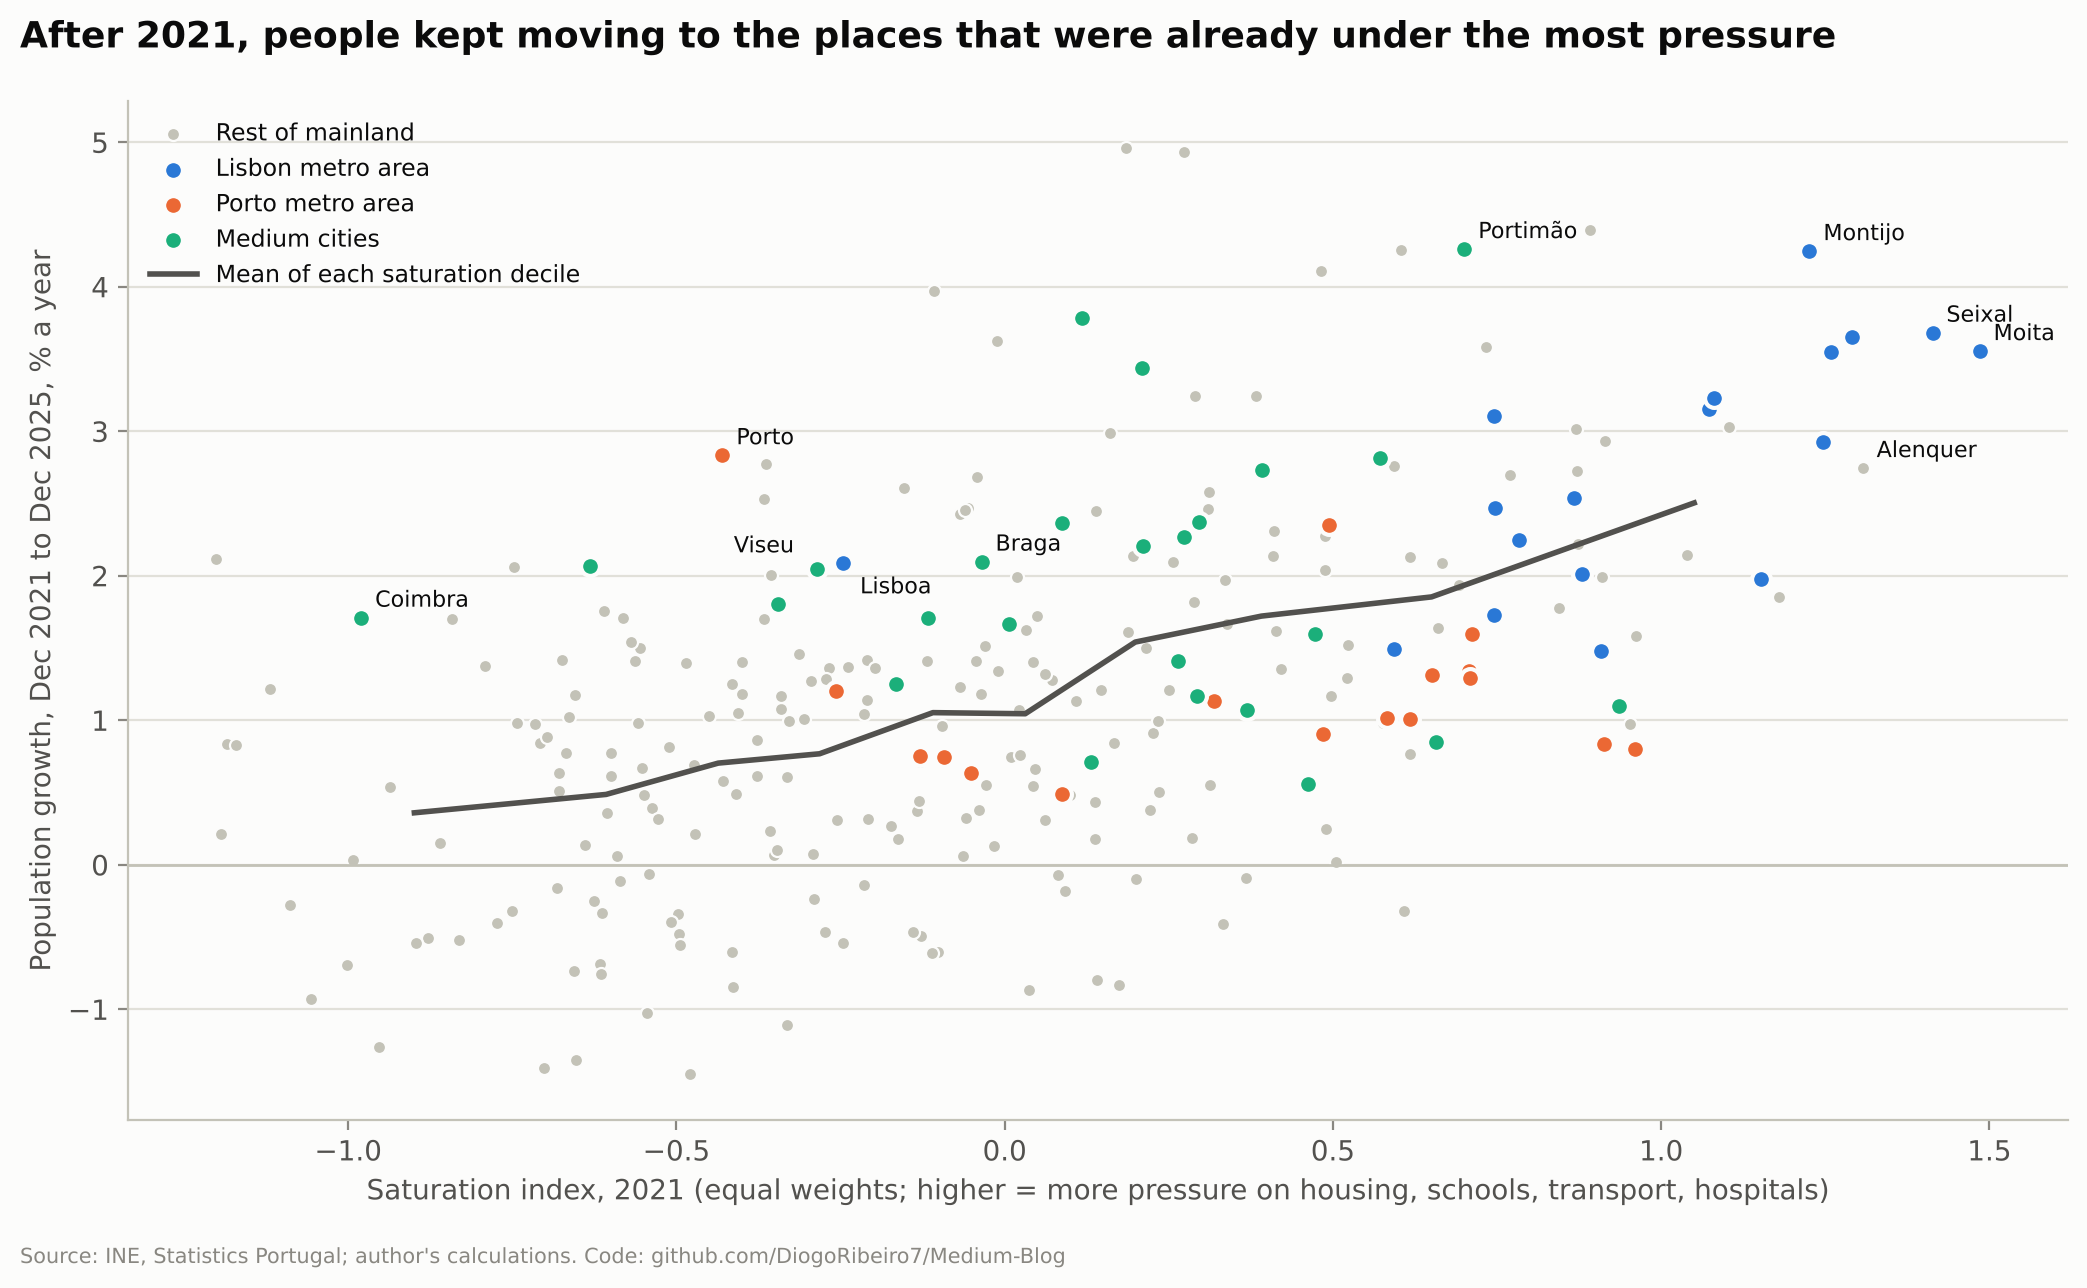 After 2021, people kept moving to the places that were already under the most pressure
Rest of mainland
Lisbon metro area
Porto metro area
Medium cities
Mean of each saturation decile
Population growth, Dec 2021 to Dec 2025, % a year
5
4
3
2
1
0
−1
Portimão
Montijo
Seixal
Moita
Porto
Alenquer
Viseu
Braga
Lisboa
Coimbra
−1.0
−0.5
0.0
0.5
1.0
1.5
Saturation index, 2021 (equal weights; higher = more pressure on housing, schools, transport, hospitals)
Source: INE, Statistics Portugal; author's calculations. Code: github.com/DiogoRibeiro7/Medium-Blog